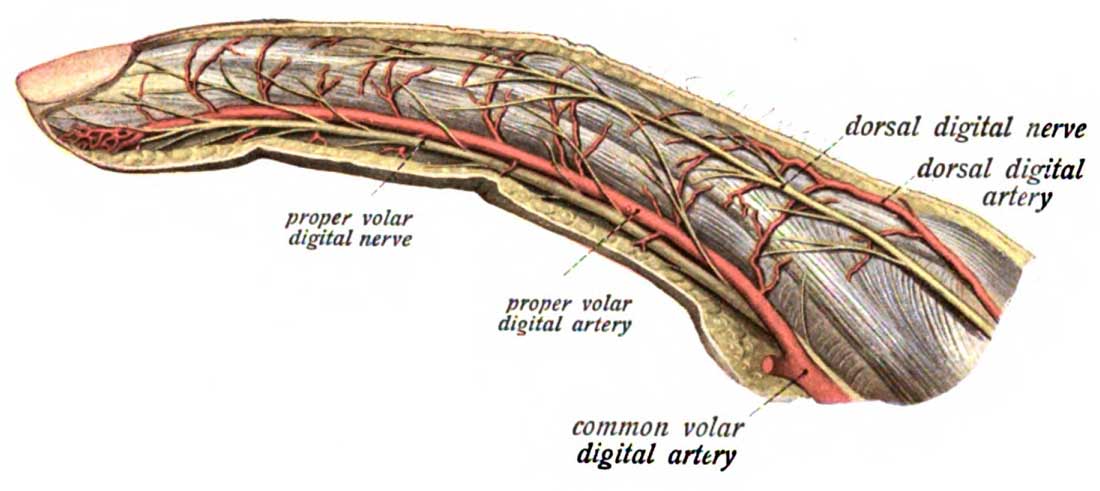 dorsal digital nerve
dorsal digital
artery
proper volar
digital nerve
proper volar
digital artery
common volar
digital artery